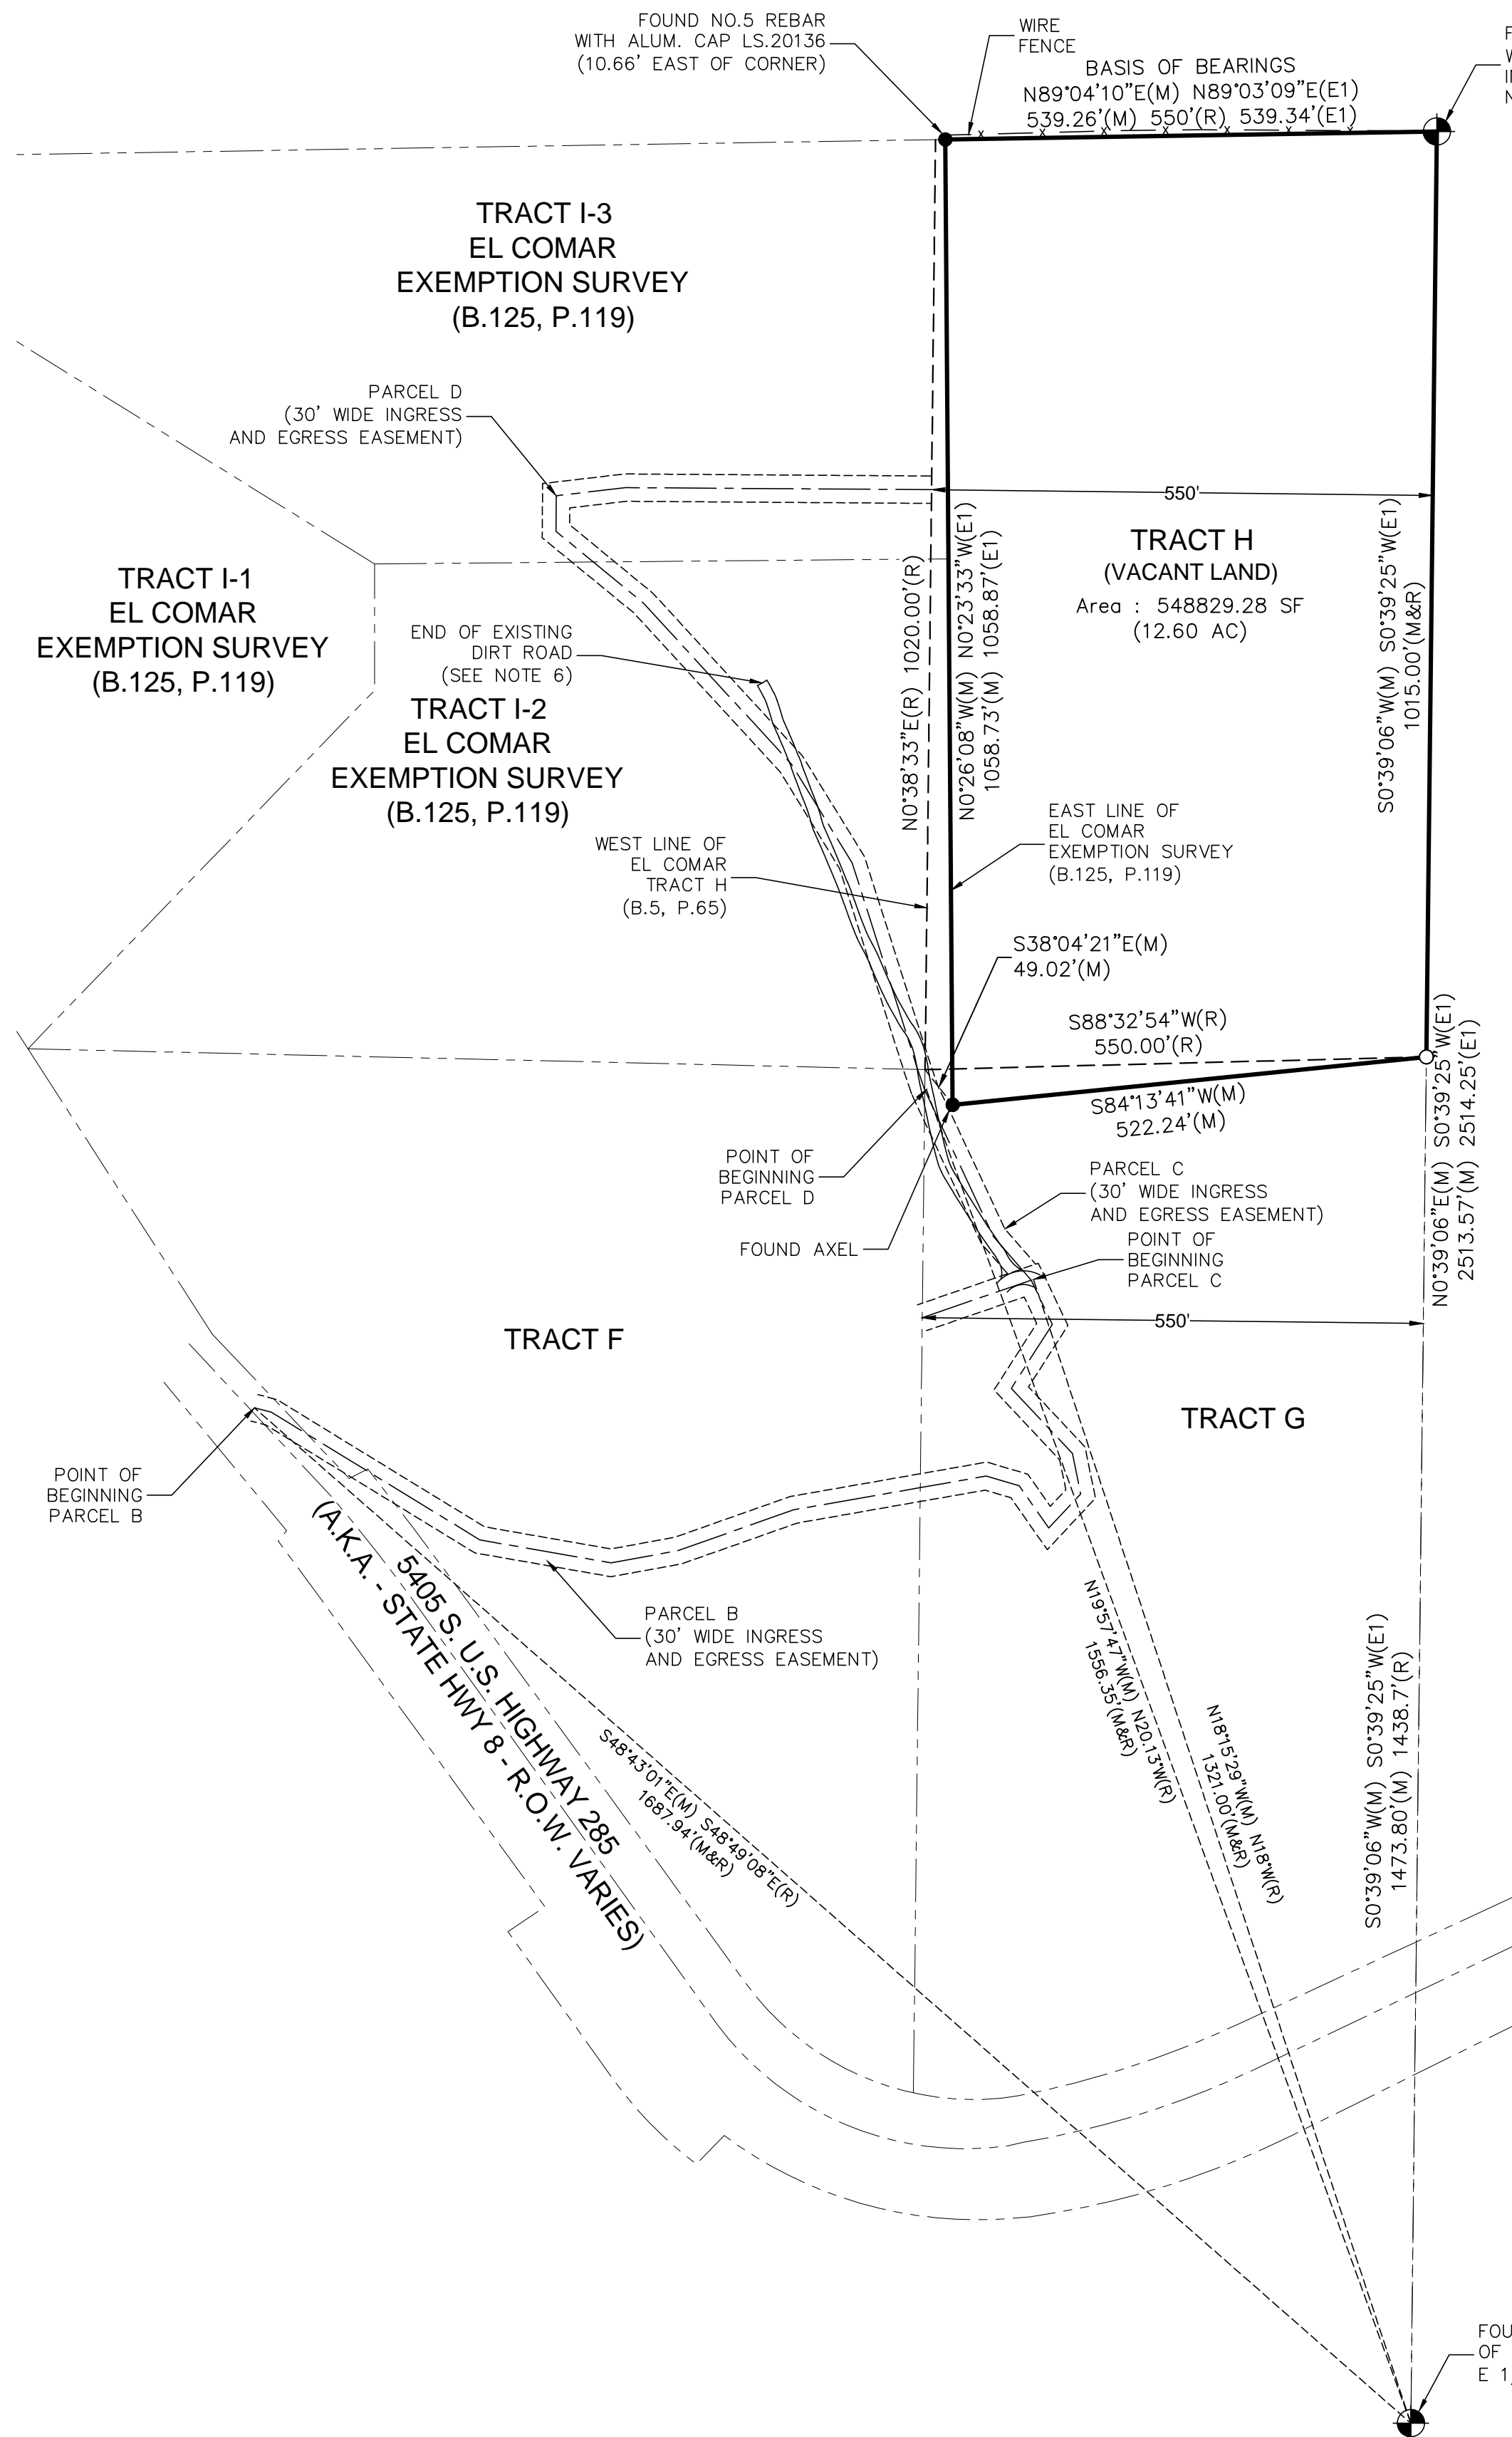 FOUND NO.5 REBAR
WITH ALUM. CAP LS.20136
(10.66' EAST OF CORNER)
WIRE
FENCE
BASIS OF BEARINGS
N89°04'10"E(M) N89°03'09"E(E1)
539.26'(M) 550'(R) 539.34'(E1)
TRACT I-3
EL COMAR
EXEMPTION SURVEY
(B.125, P.119)
PARCEL D
(30' WIDE INGRESS
AND EGRESS EASEMENT)
550'
TRACT H
(VACANT LAND)
Area : 548829.28 SF
(12.60 AC)
N0°38'33"E(R) 1020.00'(R)
N0°26'08"W(M) N0°23'33"W(E1)
1058.73'(M) 1058.87'(E1)
S0°39'06"W(M) S0°39'25"W(E1)
1015.00'(M&R)
TRACT I-1
EL COMAR
EXEMPTION SURVEY
(B.125, P.119)
END OF EXISTING
DIRT ROAD
(SEE NOTE 6)
TRACT I-2
EL COMAR
EXEMPTION SURVEY
(B.125, P.119)
WEST LINE OF
EL COMAR
TRACT H
(B.5, P.65)
EAST LINE OF
EL COMAR
EXEMPTION SURVEY
(B.125, P.119)
S38°04'21"E(M)
49.02'(M)
S88°32'54"W(R)
550.00'(R)
S84°13'41"W(M)
522.24'(M)
N0°39'06"E(M) S0°39'25"W(E1)
2513.57'(M) 2514.25'(E1)
POINT OF
BEGINNING
PARCEL D
FOUND AXEL
PARCEL C
(30' WIDE INGRESS
AND EGRESS EASEMENT)
POINT OF
BEGINNING
PARCEL C
550'
TRACT F
TRACT G
POINT OF
BEGINNING
PARCEL B
5405 S. U.S. HIGHWAY 285
(A.K.A. - STATE HWY 8 - R.O.W. VARIES)
PARCEL B
(30' WIDE INGRESS
AND EGRESS EASEMENT)
S48°43'01"E(M) S48°49'08"E(R)
1687.94'(M&R)
N19°57'47"W(M) N20.13°W(R)
1556.35'(M&R)
N18°15'29"W(M) N18°W(R)
1321.00'(M&R)
S0°39'06"W(M) S0°39'25"W(E1)
1473.80'(M) 1438.7'(R)
OF
E 1